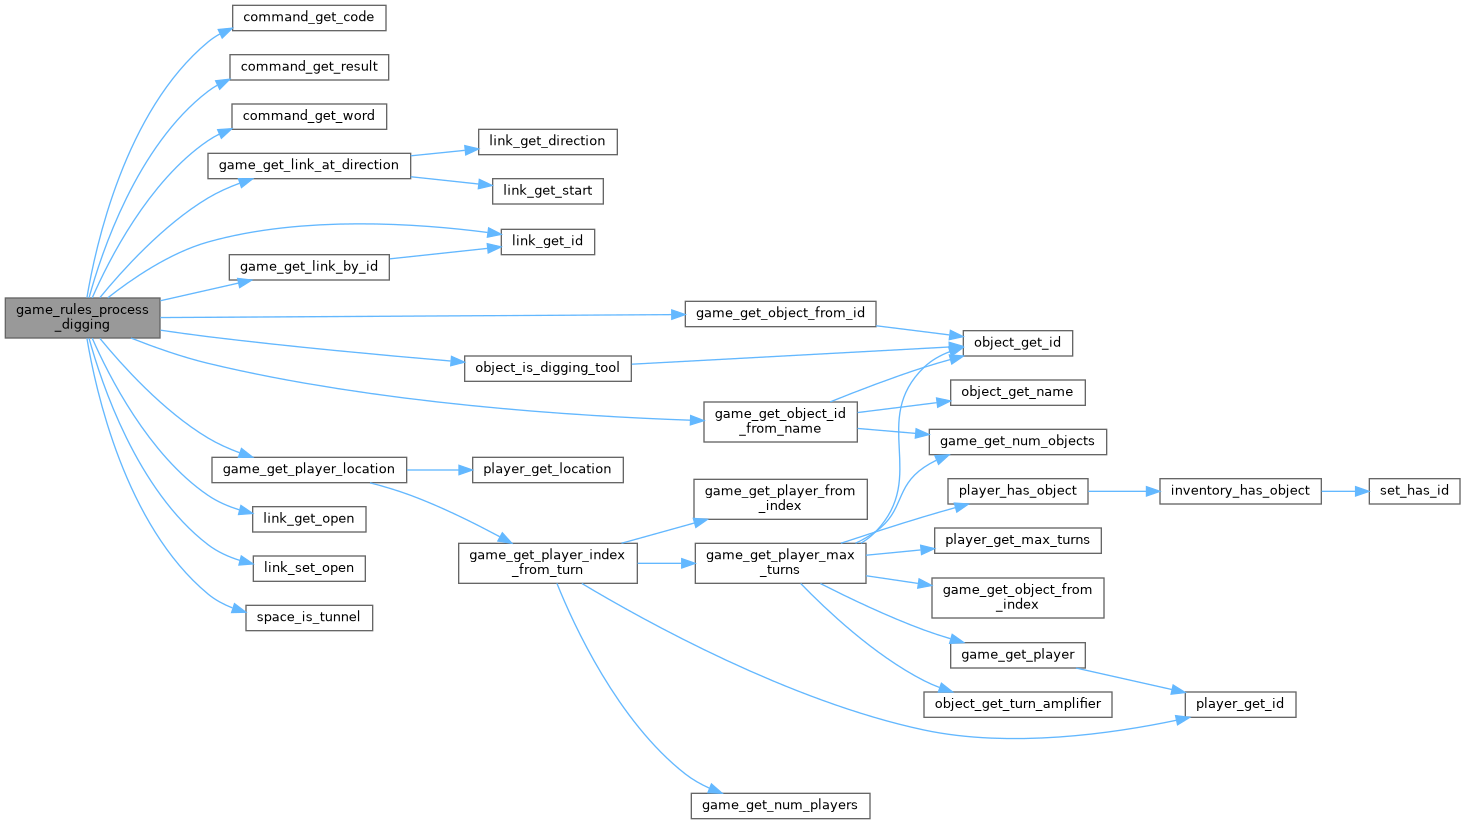 command_get_code
command_get_result
command_get_word
link_get_direction
game_get_link_at_direction
link_get_start
link_get_id
game_get_link_by_id
game_rules_process
_digging
game_get_object_from_id
object_get_id
object_is_digging_tool
object_get_name
game_get_object_id
_from_name
game_get_num_objects
game_get_player_location
player_get_location
game_get_player_from
_index
player_has_object
inventory_has_object
set_has_id
link_get_open
player_get_max_turns
game_get_player_index
_from_turn
game_get_player_max
_turns
link_set_open
game_get_object_from
_index
space_is_tunnel
game_get_player
object_get_turn_amplifier
player_get_id
game_get_num_players